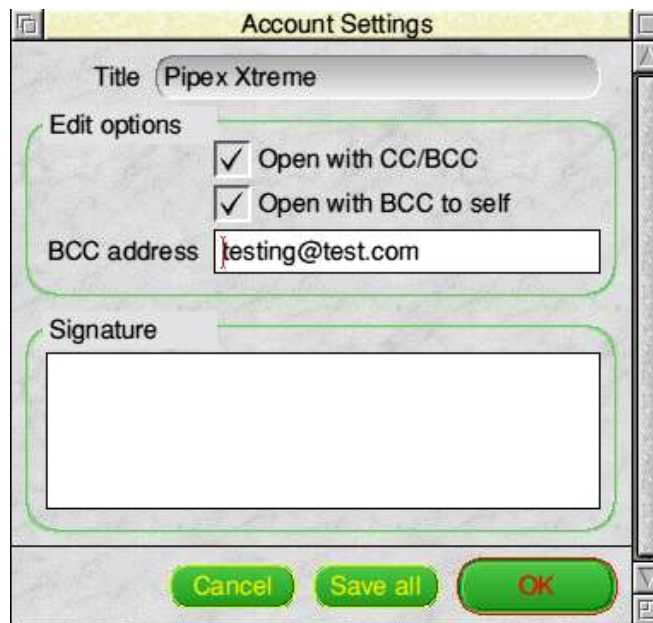 Account Settings
Title Pipex Xtreme
Edit options
Open with CC/BCC
Open with BCC to self
BCC address testing@test.com
Signature
Cancel Save all OK